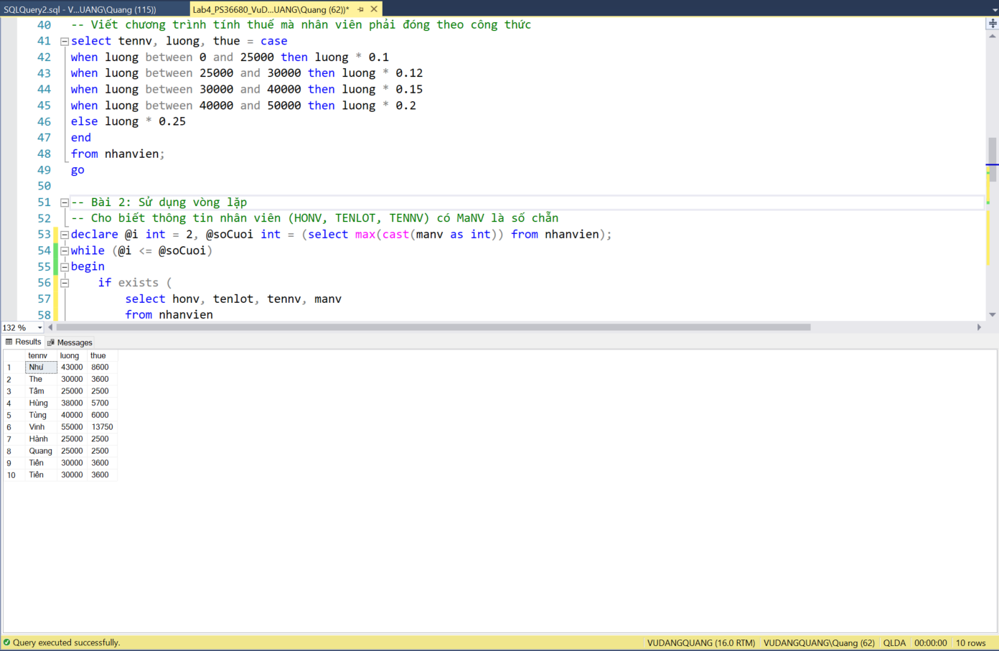 SQLQuery2.sql - V...UANG\Quang (115))
Lab4_PS36680_VuD...UANG\Quang (62))*
40 -- Viết chương trình tính thuế mà nhân viên phải đóng theo công thức
41 select tennv, luong, thue = case
42 when luong between 0 and 25000 then luong * 0.1
43 when luong between 25000 and 30000 then luong * 0.12
44 when luong between 30000 and 40000 then luong * 0.15
45 when luong between 40000 and 50000 then luong * 0.2
46 else luong * 0.25
47 end
48 from nhanvien;
49 go
50
51 -- Bài 2: Sử dụng vòng lặp
52 -- Cho biết thông tin nhân viên (HONV, TENLOT, TENNV) có MaNV là số chẵn
53 declare @i int = 2, @soCuoi int = (select max(cast(manv as int)) from nhanvien);
54 while (@i <= @soCuoi)
55 begin
56 if exists (
57 select honv, tenlot, tennv, manv
58 from nhanvien
132 %
Results Messages
tennv luong thue
1 Như 43000 8600
2 The 30000 3600
3 Tâm 25000 2500
4 Hùng 38000 5700
5 Tùng 40000 6000
6 Vinh 55000 13750
7 Hành 25000 2500
8 Quang 25000 2500
9 Tiến 30000 3600
10 Tiến 30000 3600
Query executed successfully.
VUDANGQUANG (16.0 RTM) VUDANGQUANG\Quang (62) QLDA 00:00:00 10 rows